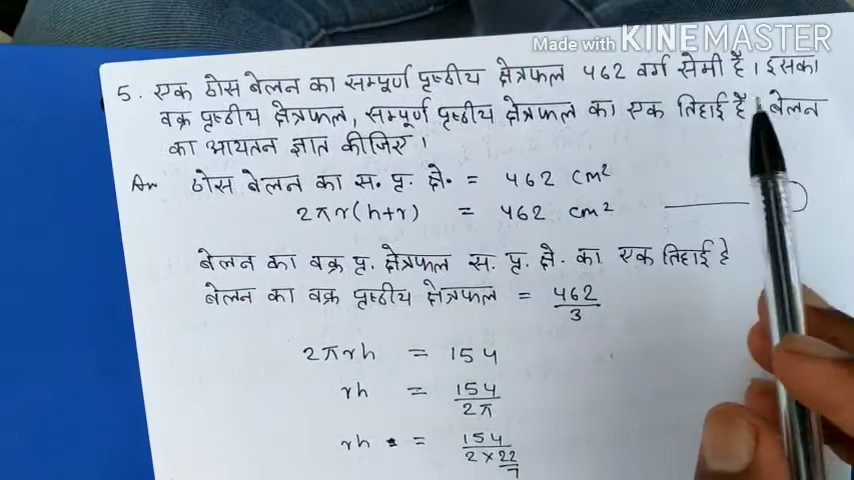 Made with KINEMASTER
5. एक ठोस बेलन का सम्पूर्ण पृष्ठीय क्षेत्रफल 462 वर्ग सेमी है। इसका
वक्र पृष्ठीय क्षेत्रफल, सम्पूर्ण पृष्ठीय क्षेत्रफल का एक तिहाई है। बेलन
का आयतन ज्ञात कीजिए।
An ठोस बेलन का स. पृ. क्षे. = 462 cm²
2πr(h+r) = 462 cm²
बेलन का वक्र पृ. क्षेत्रफल स. पृ. क्षे. का एक तिहाई है
बेलन का वक्र पृष्ठीय क्षेत्रफल = 462/3
2πrh = 154
rh = 154/2π
rh = 154/2×22/7